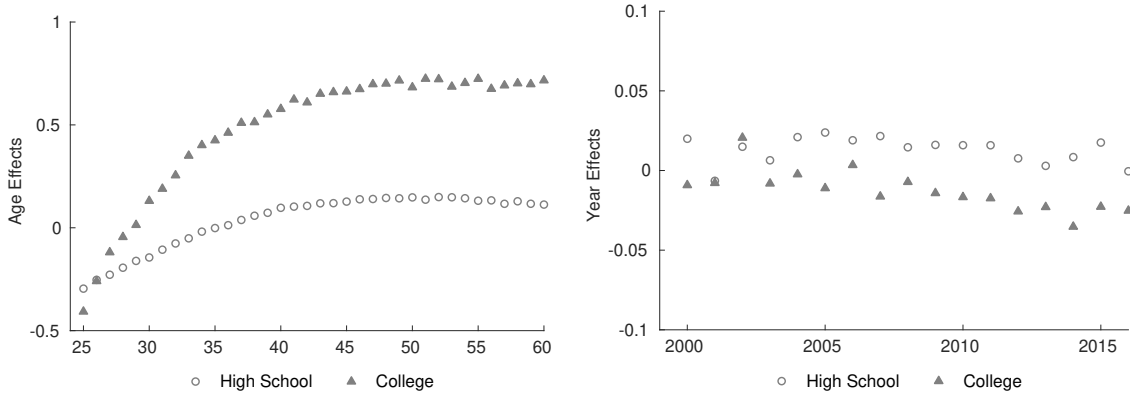 1
0.5
0
-0.5
Age Effects
25 30 35 40 45 50 55 60
High School College
0.1
0.05
0
-0.05
-0.1
Year Effects
2000 2005 2010 2015
High School College